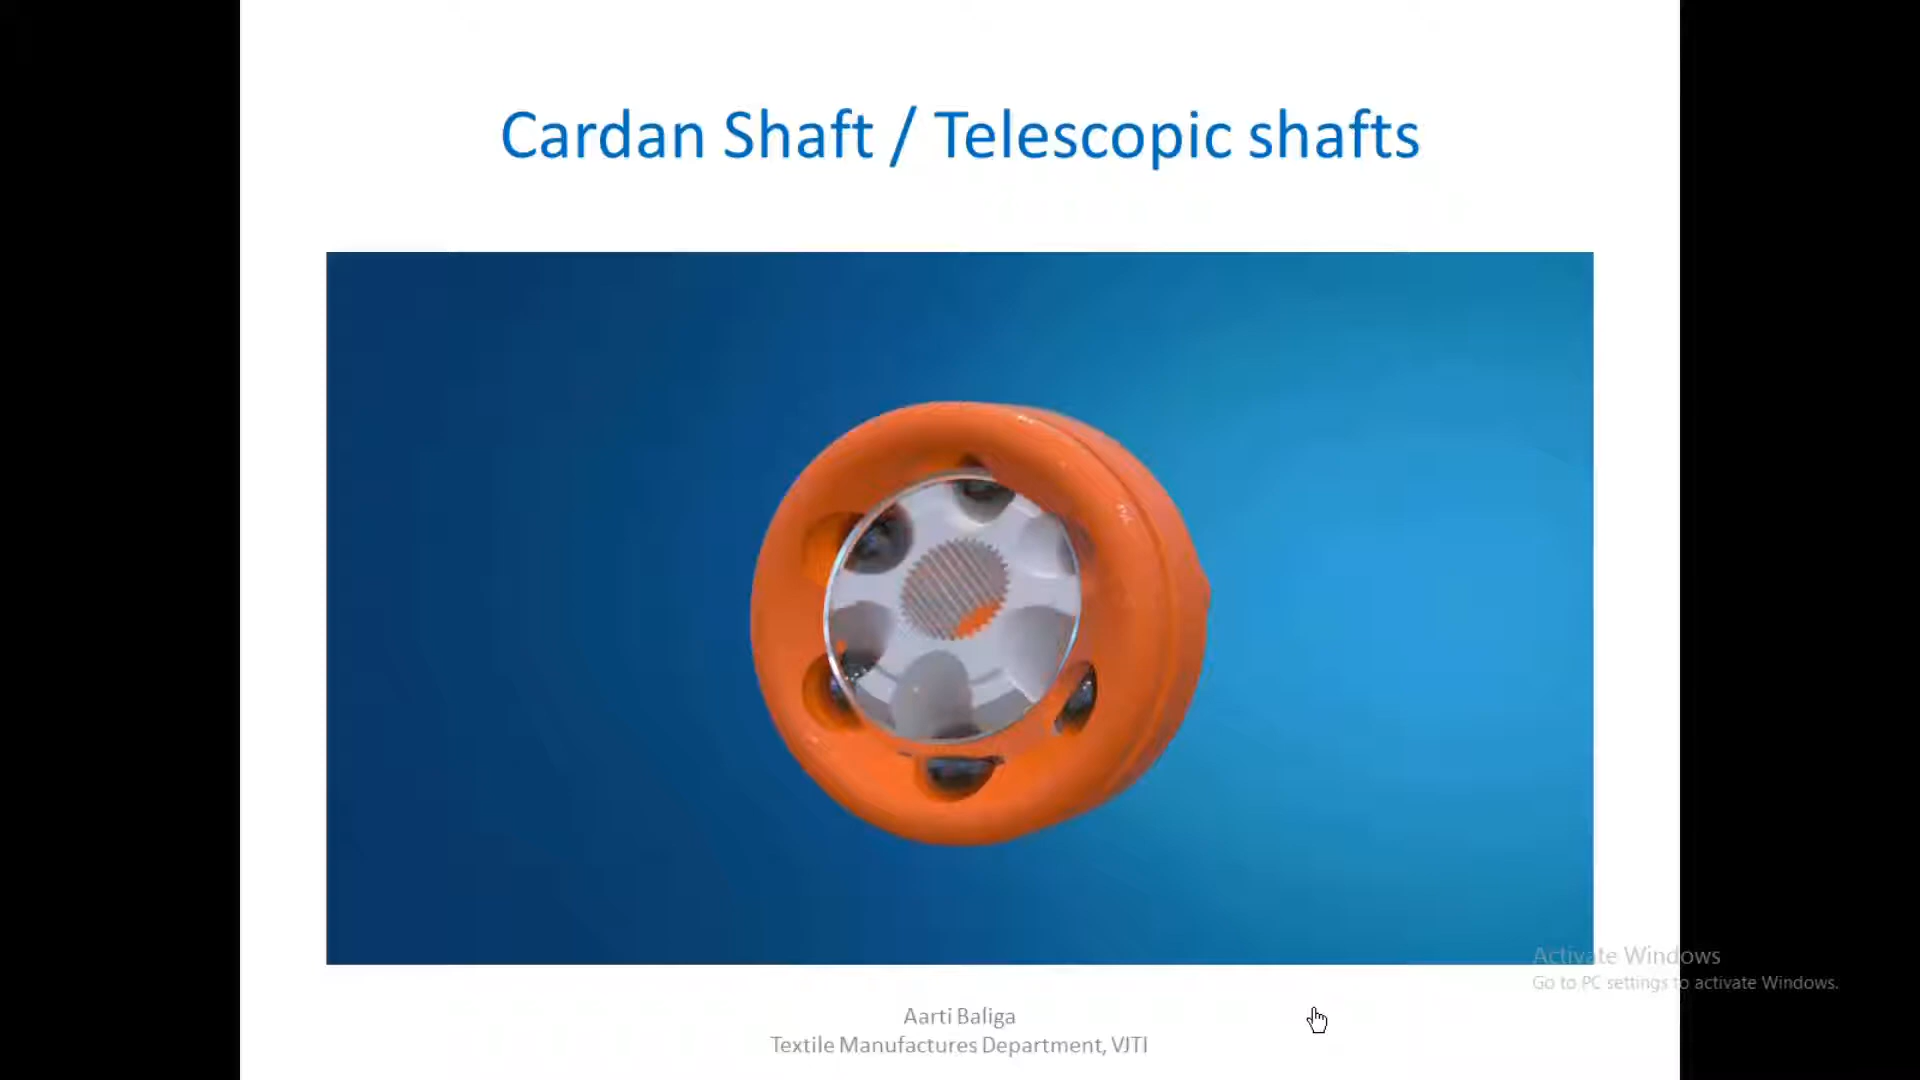 Cardan Shaft / Telescopic shafts
Activate Windows
Go to PC settings to activate Windows.
Aarti Baliga
Textile Manufactures Department, VJTI